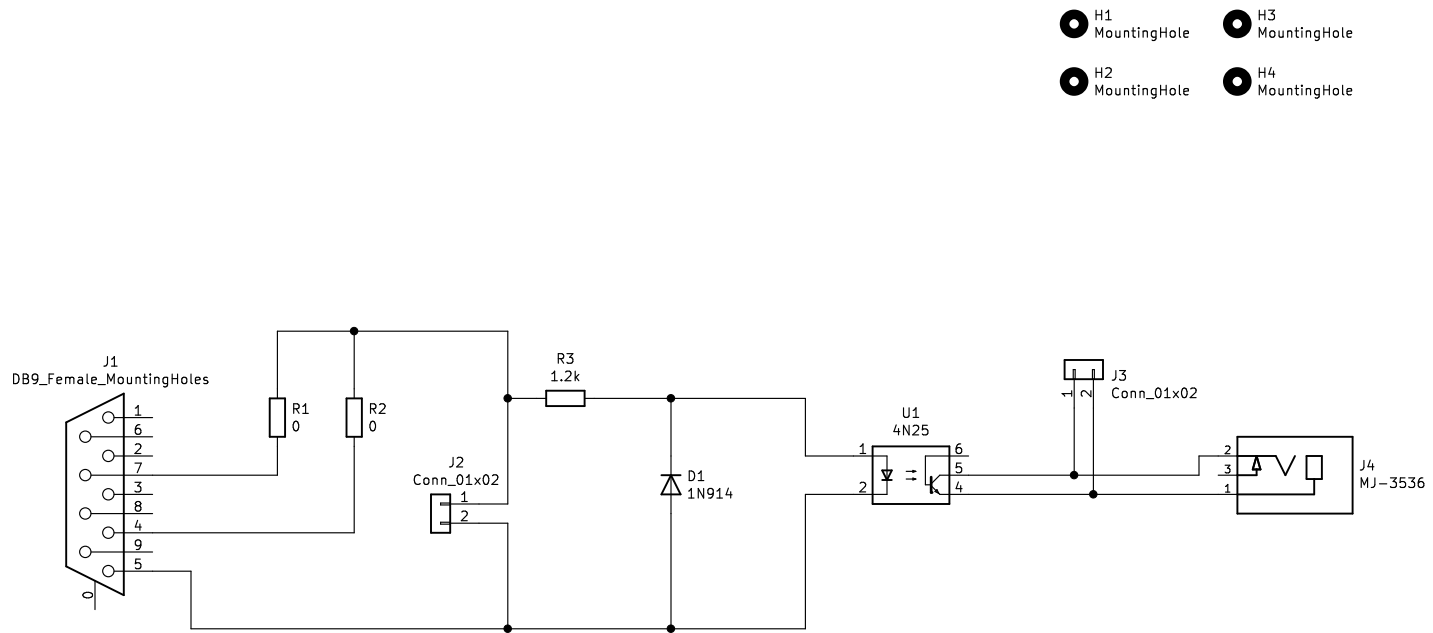 H1
MountingHole
H3
MountingHole
H2
MountingHole
H4
MountingHole
J1
DB9_Female_MountingHoles
1
6
2
7
3
8
4
9
5
0
R1
0
R2
0
J2
Conn_01x02
1
2
R3
1.2k
D1
1N914
U1
4N25
1
2
6
5
4
J3
Conn_01x02
1
2
2
3
1
J4
MJ-3536